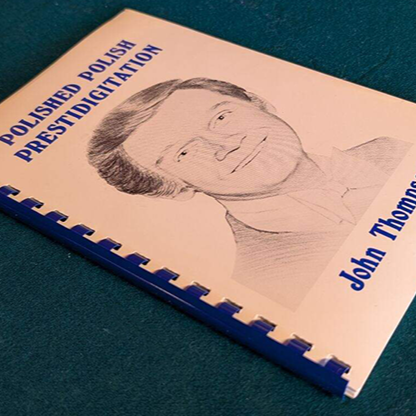 POLISHED POLISH
PRESTIDIGITATION
John Thomps